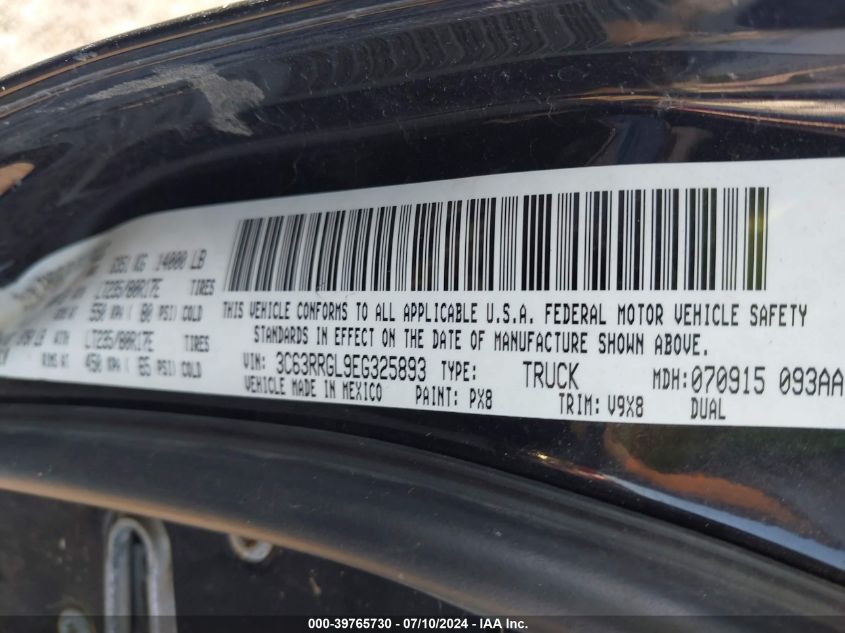 6351 KG 14000 LB
LT235/80R17E TIRES
550 KPA ( 80 PSI) COLD
LT235/80R17E TIRES
RIMS AT 450 KPA ( 65 PSI) COLD
THIS VEHICLE CONFORMS TO ALL APPLICABLE U.S.A. FEDERAL MOTOR VEHICLE SAFETY
STANDARDS IN EFFECT ON THE DATE OF MANUFACTURE SHOWN ABOVE.
VIN: 3C63RRGL9EG325893 TYPE: TRUCK MDH:070915 093AA
VEHICLE MADE IN MEXICO PAINT: PX8 TRIM: V9X8 DUAL
000-39765730 - 07/10/2024 - IAA Inc.